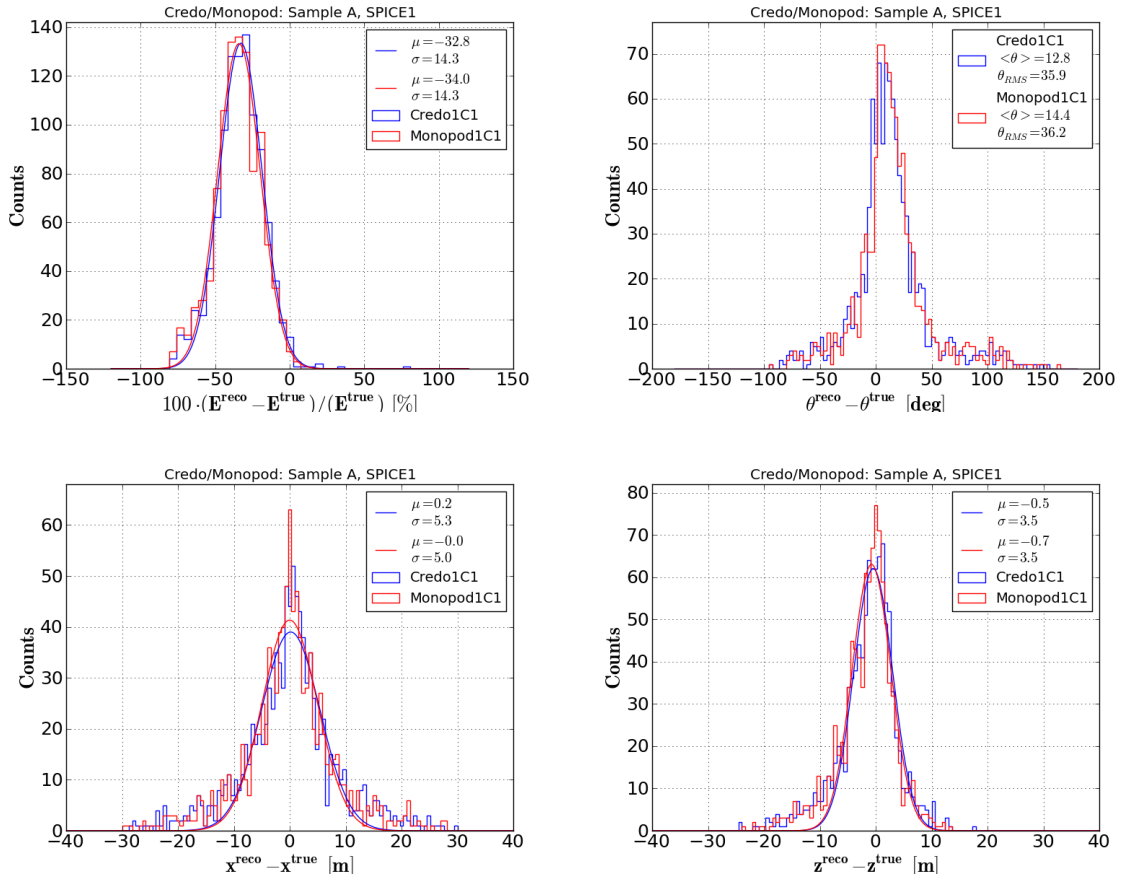 Credo/Monopod: Sample A, SPICE1
140
120
100
80
60
40
20
0
Counts
μ=−32.8
σ=14.3
μ=−34.0
σ=14.3
Credo1C1
Monopod1C1
−150 −100 −50 0 50 100 150
100·(E^reco −E^true)/(E^true) [%]
Credo/Monopod: Sample A, SPICE1
70
60
50
40
30
20
10
0
Counts
Credo1C1
<θ>=12.8
θ_RMS=35.9
Monopod1C1
<θ>=14.4
θ_RMS=36.2
−200 −150 −100 −50 0 50 100 150 200
θ^reco −θ^true [deg]
Credo/Monopod: Sample A, SPICE1
60
50
40
30
20
10
0
Counts
μ=0.2
σ=5.3
μ=−0.0
σ=5.0
Credo1C1
Monopod1C1
−40 −30 −20 −10 0 10 20 30 40
x^reco −x^true [m]
Credo/Monopod: Sample A, SPICE1
80
70
60
50
40
30
20
10
0
Counts
μ=−0.5
σ=3.5
μ=−0.7
σ=3.5
Credo1C1
Monopod1C1
−40 −30 −20 −10 0 10 20 30 40
z^reco −z^true [m]